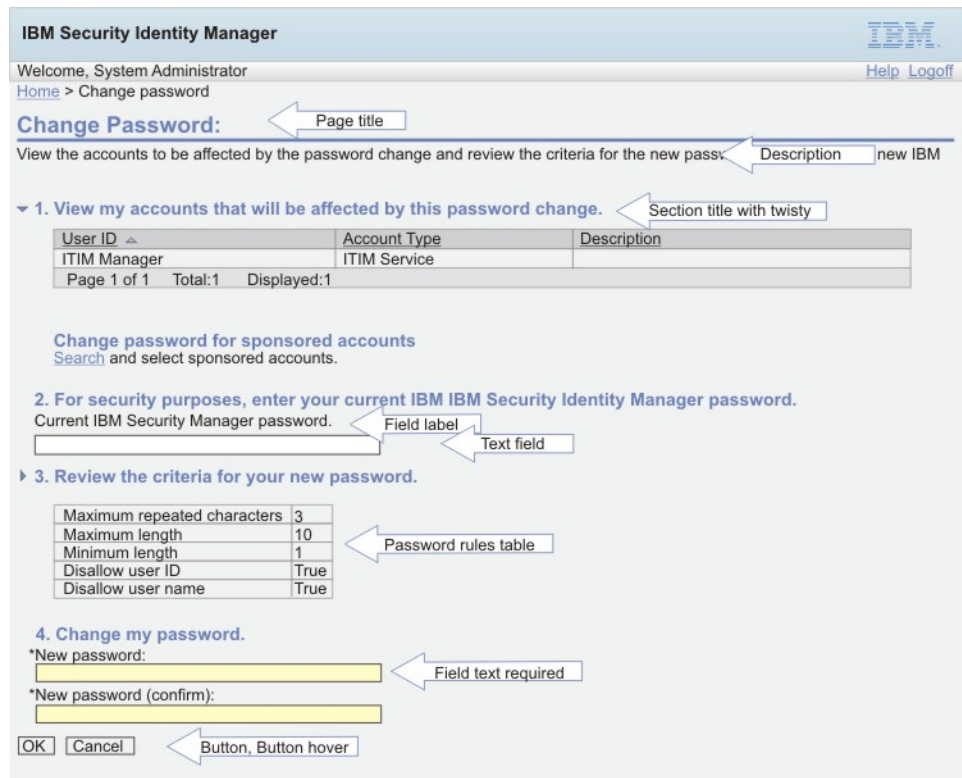 IBM Security Identity Manager
IBM.
Welcome, System Administrator
Help Logoff
Home > Change password
Change Password:
Page title
View the accounts to be affected by the password change and review the criteria for the new passw
Description
new IBM
1. View my accounts that will be affected by this password change.
Section title with twisty
User ID Account Type Description
ITIM Manager ITIM Service
Page 1 of 1 Total:1 Displayed:1
Change password for sponsored accounts
Search and select sponsored accounts.
2. For security purposes, enter your current IBM IBM Security Identity Manager password.
Current IBM Security Manager password.
Field label
Text field
3. Review the criteria for your new password.
Maximum repeated characters 3
Maximum length 10
Minimum length 1
Disallow user ID True
Disallow user name True
Password rules table
4. Change my password.
*New password:
Field text required
*New password (confirm):
OK Cancel
Button, Button hover